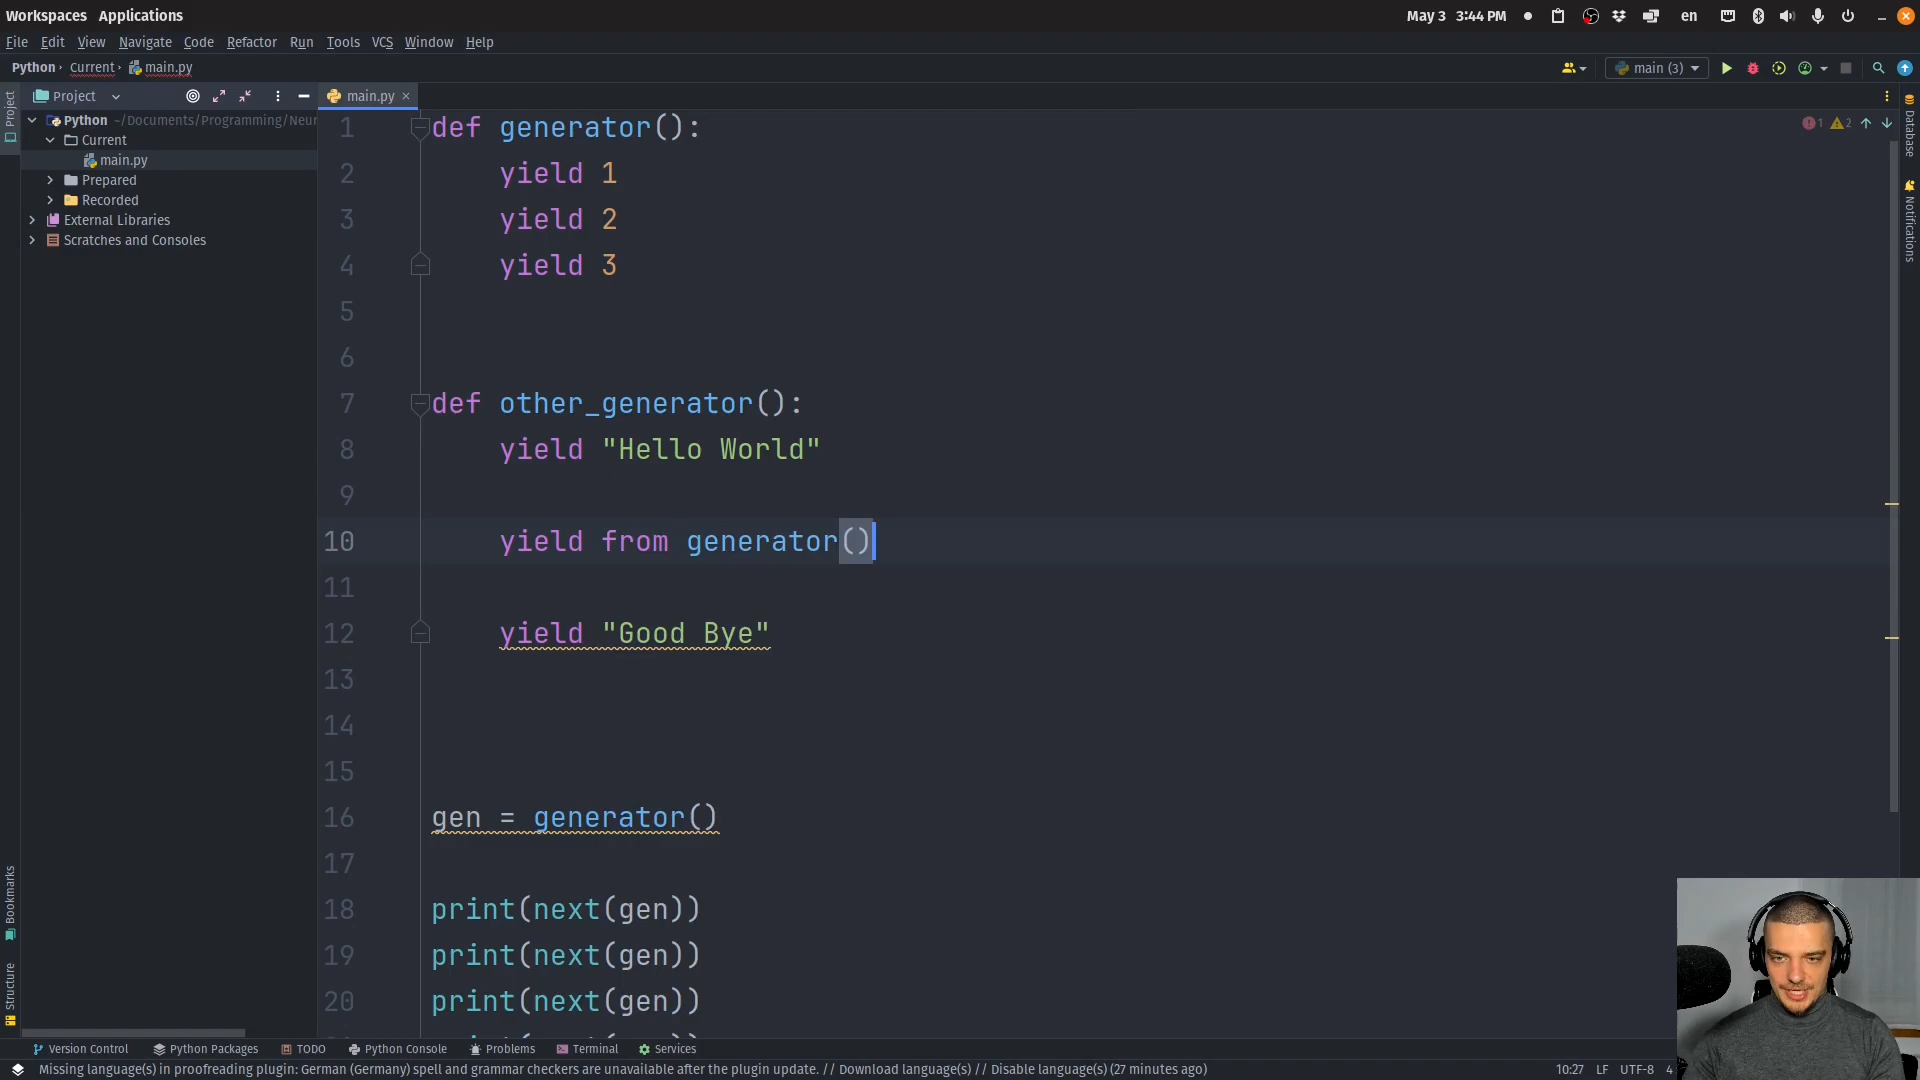 Workspaces Applications
May 3 3:44 PM
en
File Edit View Navigate Code Refactor Run Tools VCS Window Help
Python › Current › main.py
main (3)
Project
main.py
1 2
Project
Python ~/Documents/Programming/Neur
Current
main.py
Prepared
Recorded
External Libraries
Scratches and Consoles
1 def generator():
2 yield 1
3 yield 2
4 yield 3
5
6
7 def other_generator():
8 yield "Hello World"
9
10 yield from generator()
11
12 yield "Good Bye"
13
14
15
16 gen = generator()
17
18 print(next(gen))
19 print(next(gen))
20 print(next(gen))
Database
Notifications
Bookmarks
Structure
Version Control Python Packages TODO Python Console Problems Terminal Services
Missing language(s) in proofreading plugin: German (Germany) spell and grammar checkers are unavailable after the plugin update. // Download language(s) // Disable language(s) (27 minutes ago)
10:27 LF UTF-8 4